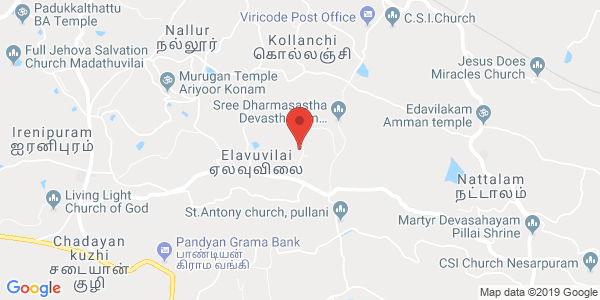 Padukkalthattu
BA Temple
Viricode Post Office
C.S.I.Church
Nallur
நல்லூர்
Kollanchi
கொல்லஞ்சி
Full Jehova Salvation
Church Madathuvilai
Jesus Does
Miracles Church
Murugan Temple
Ariyoor Konam
Sree Dharmasastha
Devasthanam...
Edavilakam
Amman temple
Irenipuram
ஐரனிபுரம்
Elavuvilai
ஏலவுவிலை
Nattalam
நட்டாலம்
Living Light
Church of God
St.Antony church, pullani
Martyr Devasahayam
Pillai Shrine
Chadayan
kuzhi
சடையான்
குழி
Pandyan Grama Bank
பாண்டியன்
கிராம வங்கி
CSI Church Nesarpuram
Google
Map data ©2019 Google